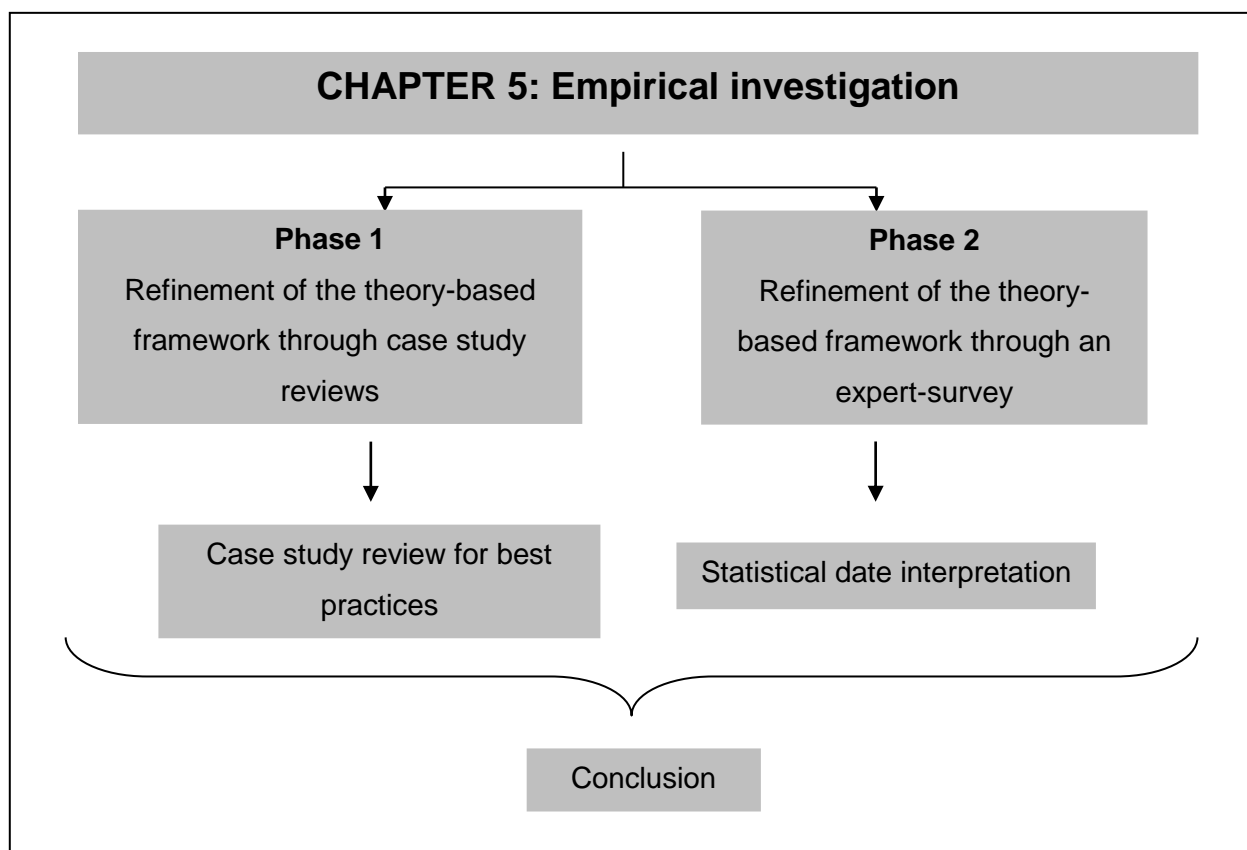 CHAPTER 5: Empirical investigation
Phase 1
Refinement of the theory-based
framework through case study
reviews
Phase 2
Refinement of the theory-
based framework through an
expert-survey
Case study review for best
practices
Statistical date interpretation
Conclusion